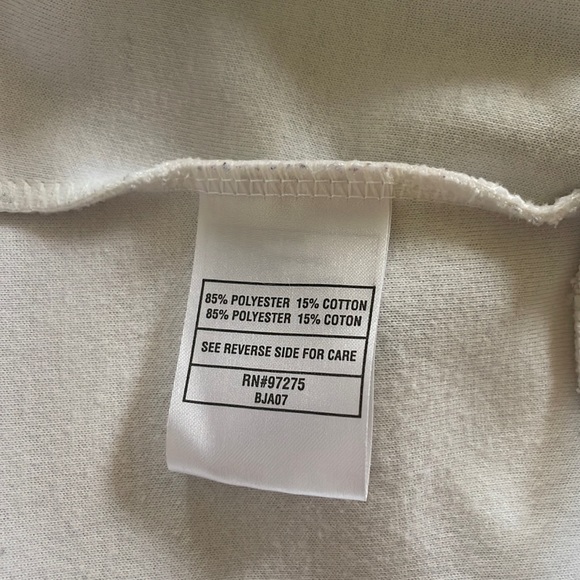 85% POLYESTER 15% COTTON
85% POLYESTER 15% COTON
SEE REVERSE SIDE FOR CARE
RN#97275
BJA07